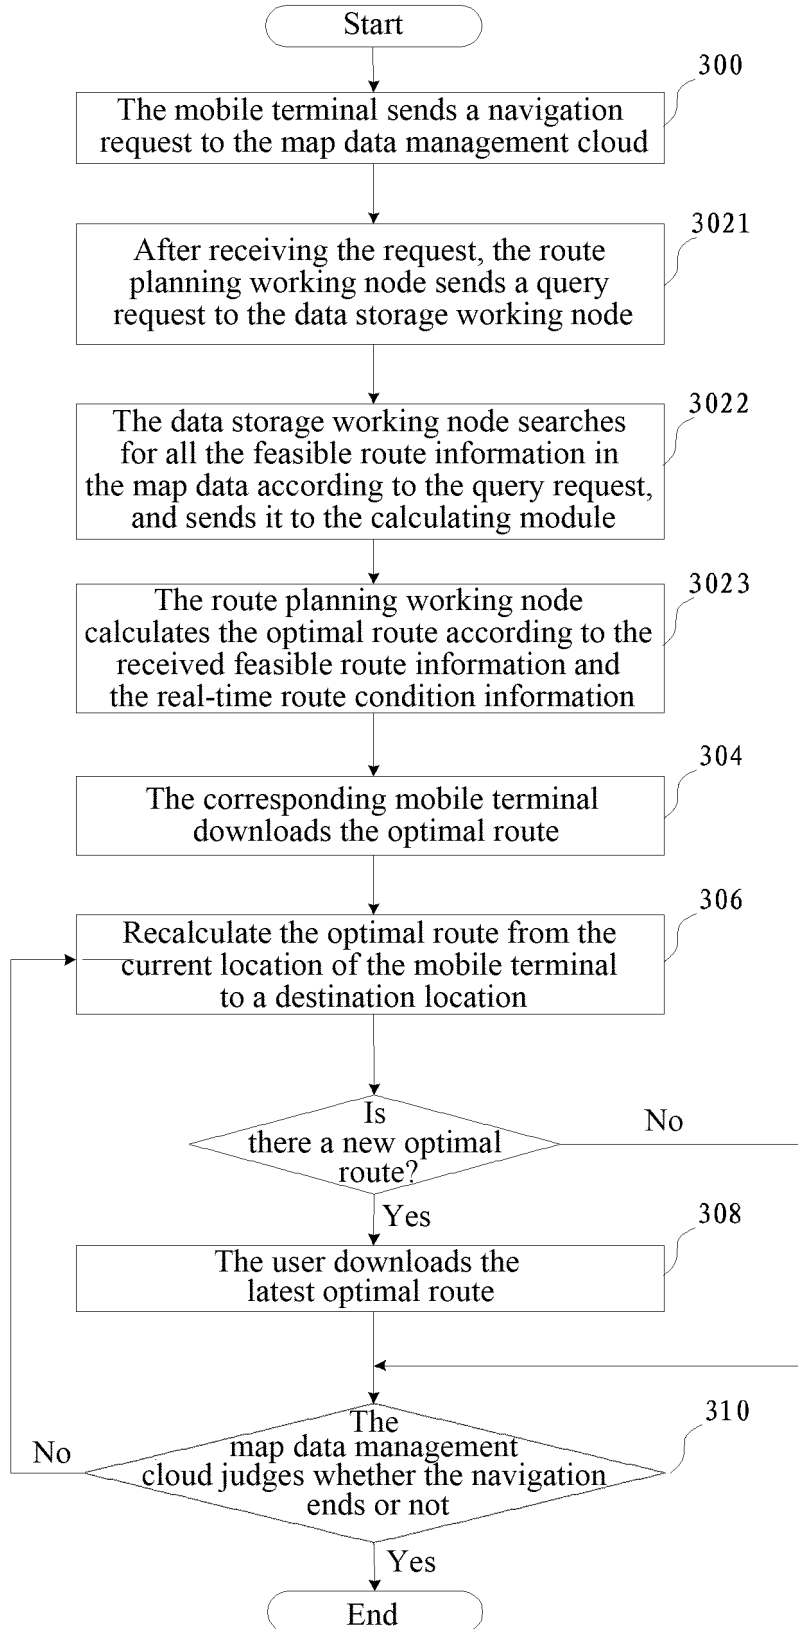 Start
300
The mobile terminal sends a navigation
request to the map data management cloud
3021
After receiving the request, the route
planning working node sends a query
request to the data storage working node
3022
The data storage working node searches
for all the feasible route information in
the map data according to the query request,
and sends it to the calculating module
3023
The route planning working node
calculates the optimal route according to the
received feasible route information and
the real-time route condition information
304
The corresponding mobile terminal
downloads the optimal route
306
Recalculate the optimal route from the
current location of the mobile terminal
to a destination location
Is
there a new optimal
route?
No
Yes
308
The user downloads the
latest optimal route
310
The
map data management
cloud judges whether the navigation
ends or not
No
Yes
End